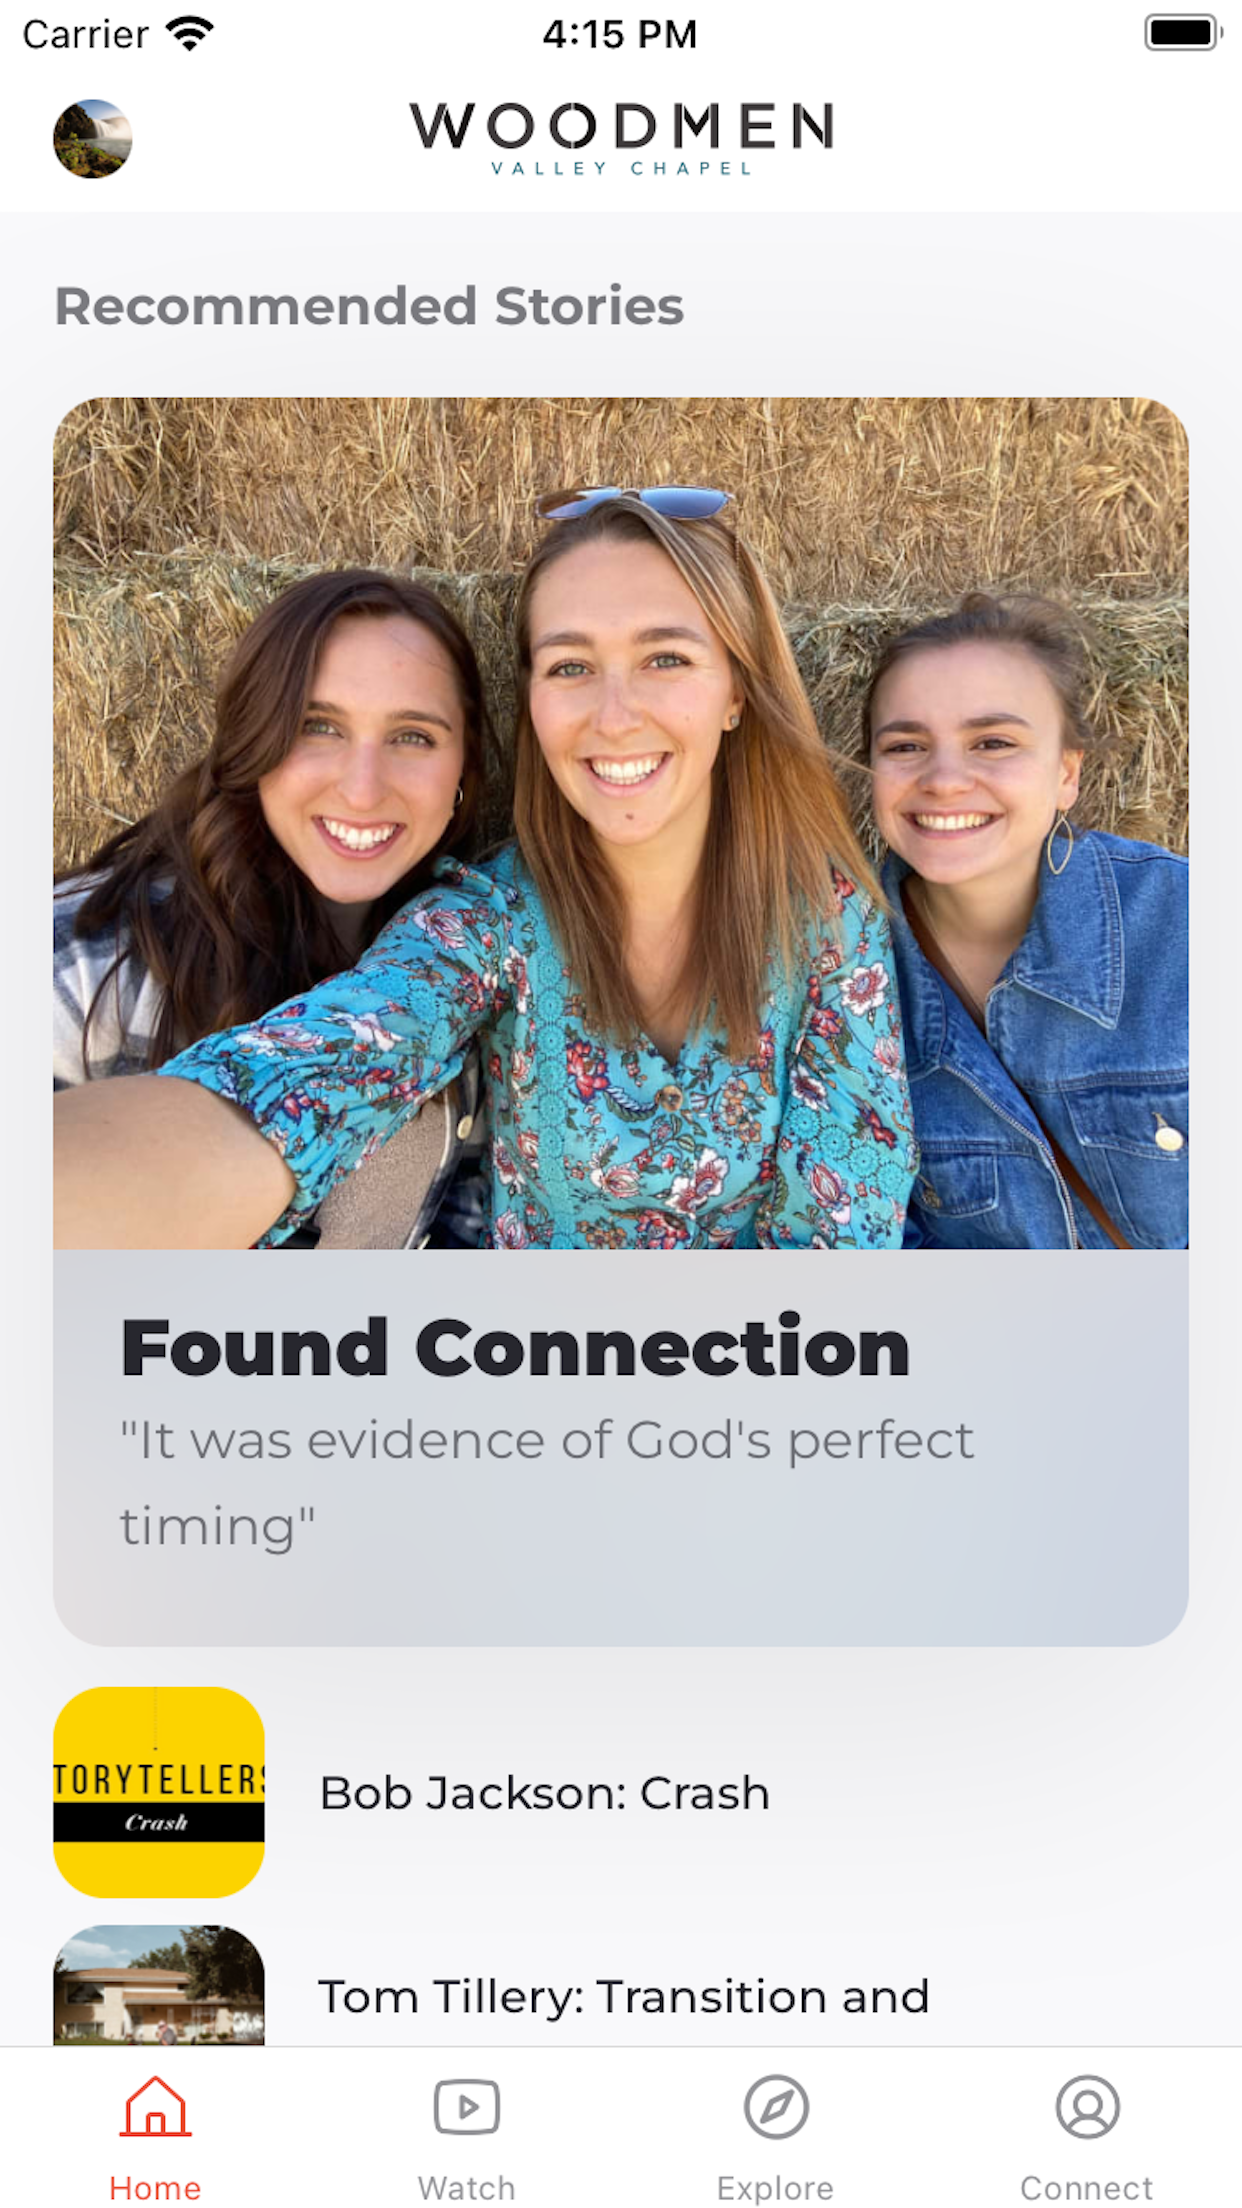 Carrier
4:15 PM
WOODMEN
VALLEY CHAPEL
Recommended Stories
Found Connection
"It was evidence of God's perfect
timing"
TORYTELLERS
Crash
Bob Jackson: Crash
Tom Tillery: Transition and
Home
Watch
Explore
Connect